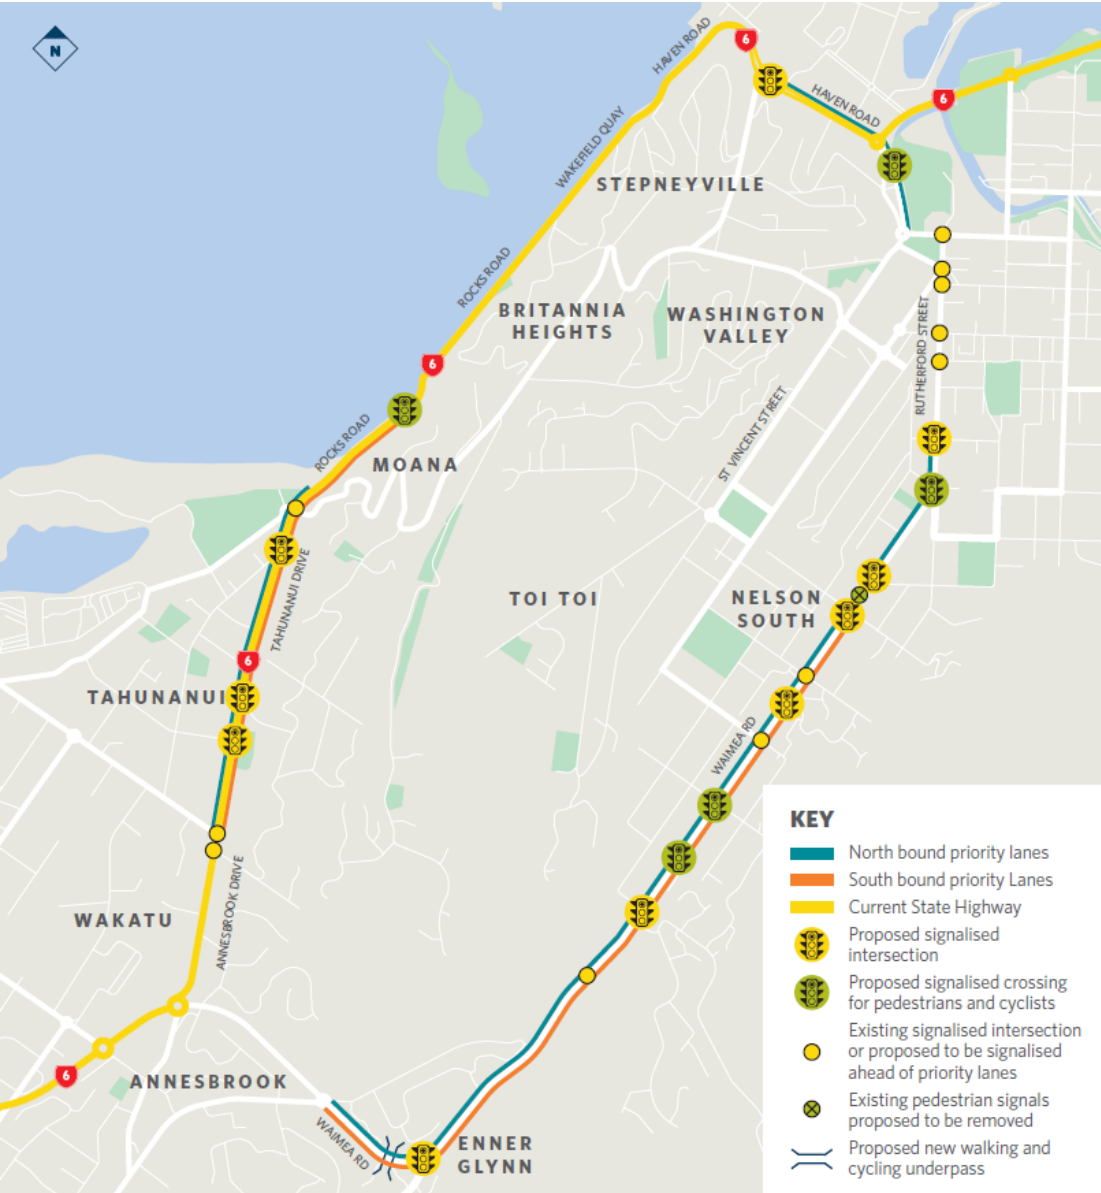 N
HAVEN ROAD
6
HAVEN ROAD
6
WAKEFIELD QUAY
STEPNEYVILLE
ROCKS ROAD
BRITANNIA
HEIGHTS
WASHINGTON
VALLEY
RUTHERFORD STREET
6
ST VINCENT STREET
ROCKS ROAD
MOANA
TAHUNANUI DRIVE
TOI TOI
NELSON
SOUTH
6
TAHUNANUI
WAIMEA RD
ANNESBROOK DRIVE
WAKATU
6
ANNESBROOK
WAIMEA RD
ENNER
GLYNN
KEY
North bound priority lanes
South bound priority Lanes
Current State Highway
Proposed signalised
intersection
Proposed signalised crossing
for pedestrians and cyclists
Existing signalised intersection
or proposed to be signalised
ahead of priority lanes
Existing pedestrian signals
proposed to be removed
Proposed new walking and
cycling underpass